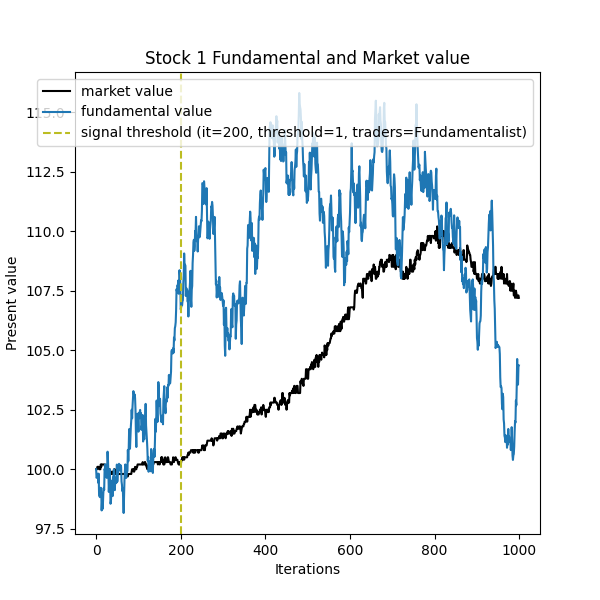 Stock 1 Fundamental and Market value
market value
fundamental value
signal threshold (it=200, threshold=1, traders=Fundamentalist)
115.0
112.5
110.0
107.5
105.0
102.5
100.0
97.5
Present value
0 200 400 600 800 1000
Iterations